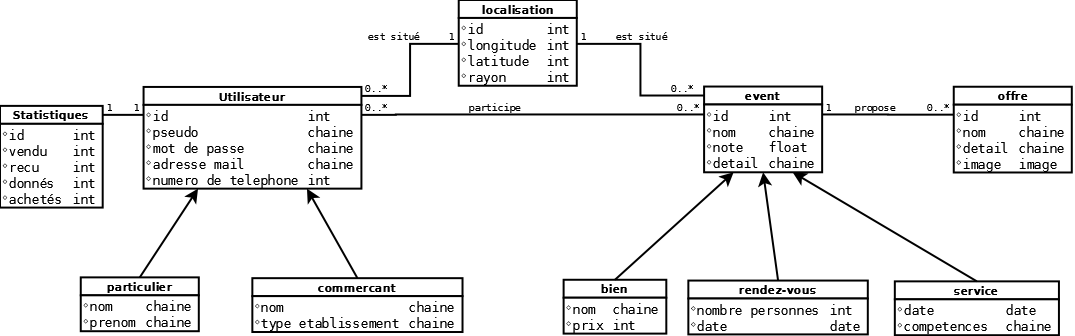 localisation
id int
longitude int
latitude int
rayon int
est situé 1
1 est situé
0..*
0..*
Utilisateur
id int
pseudo chaine
mot de passe chaine
adresse mail chaine
numero de telephone int
0..* participe 0..*
event
id int
nom chaine
note float
detail chaine
1 propose 0..*
offre
id int
nom chaine
detail chaine
image image
Statistiques
id int
vendu int
recu int
donnés int
achetés int
1 1
particulier
nom chaine
prenom chaine
commercant
nom chaine
type etablissement chaine
bien
nom chaine
prix int
rendez-vous
nombre personnes int
date date
service
date date
competences chaine